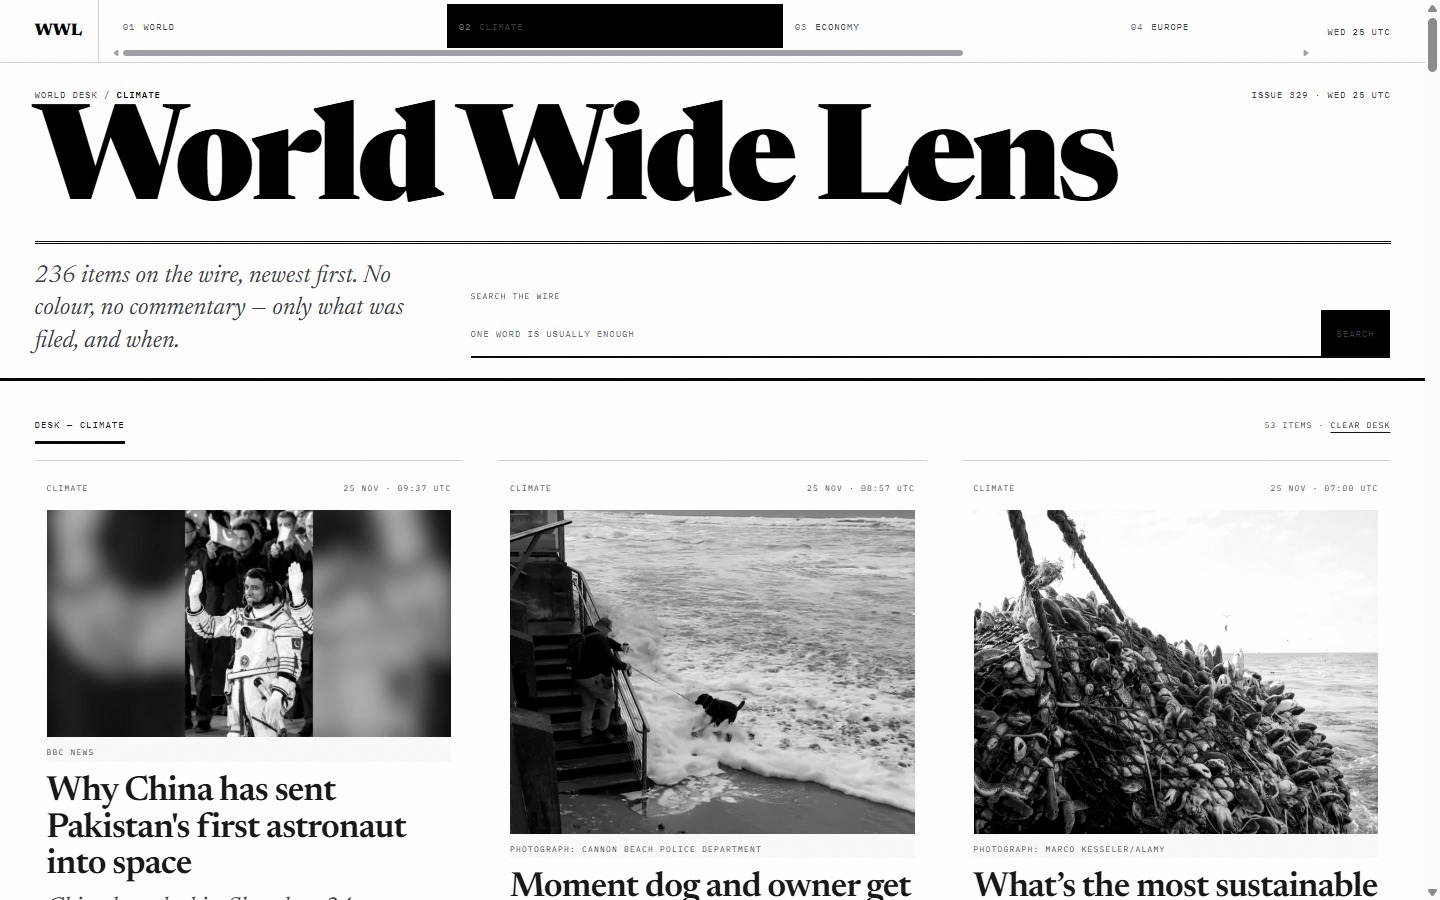 WWL
01 WORLD
02 CLIMATE
03 ECONOMY
04 EUROPE
WED 25 UTC
WORLD DESK / CLIMATE
ISSUE 329 · WED 25 UTC
World Wide Lens
236 items on the wire, newest first. No
colour, no commentary — only what was
filed, and when.
SEARCH THE WIRE
ONE WORD IS USUALLY ENOUGH
SEARCH
DESK — CLIMATE
53 ITEMS · CLEAR DESK
CLIMATE
25 NOV · 09:37 UTC
BBC NEWS
Why China has sent
Pakistan's first astronaut
into space
CLIMATE
25 NOV · 08:57 UTC
PHOTOGRAPH: CANNON BEACH POLICE DEPARTMENT
Moment dog and owner get
CLIMATE
25 NOV · 07:00 UTC
PHOTOGRAPH: MARCO KESSELER/ALAMY
What’s the most sustainable